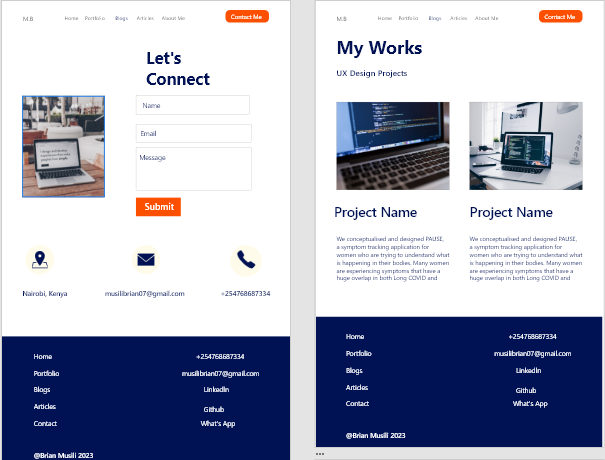 M.B
Home Portfolio Blogs Articles About Me
Contact Me
Let's
Connect
Name
Email
Message
Submit
Nairobi, Kenya
musilibrian07@gmail.com
+254768687334
Home
Portfolio
Blogs
Articles
Contact
+254768687334
musilibrian07@gmail.com
LinkedIn
Github
What's App
@Brian Musili 2023
M.B
Home Portfolio Blogs Articles About Me
Contact Me
My Works
UX Design Projects
Project Name
We conceptualised and designed PAUSE,
a symptom tracking application for
women who are trying to understand what
is happening in their bodies. Many women
are experiencing symptoms that have a
huge overlap in both Long COVID and
Project Name
We conceptualised and designed PAUSE,
a symptom tracking application for
women who are trying to understand what
is happening in their bodies. Many women
are experiencing symptoms that have a
huge overlap in both Long COVID and
Home
Portfolio
Blogs
Articles
Contact
+254768687334
musilibrian07@gmail.com
LinkedIn
Github
What's App
@Brian Musili 2023